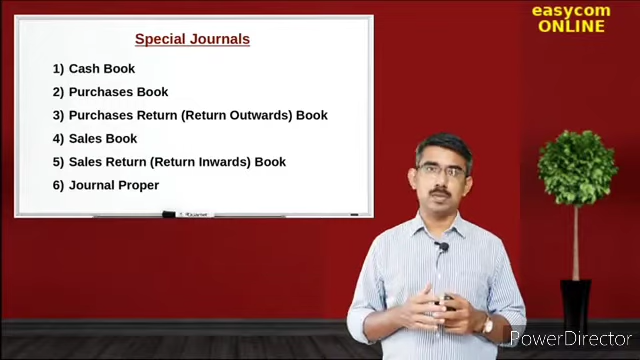 easycom
ONLINE
Special Journals
1) Cash Book
2) Purchases Book
3) Purchases Return (Return Outwards) Book
4) Sales Book
5) Sales Return (Return Inwards) Book
6) Journal Proper
PowerDirector